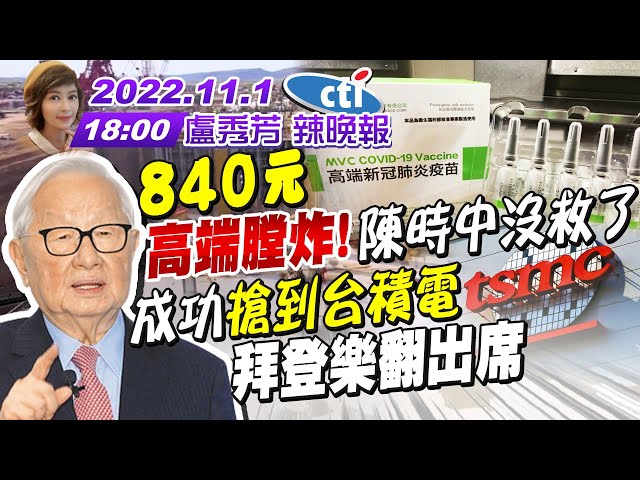 2022.11.1
cti
18:00 盧秀芳 辣晚報
MVC COVID-19 Vaccine
高端新冠肺炎疫苗
840元
高端膛炸!陳時中沒救了
成功搶到台積電
tsmc
拜登樂翻出席